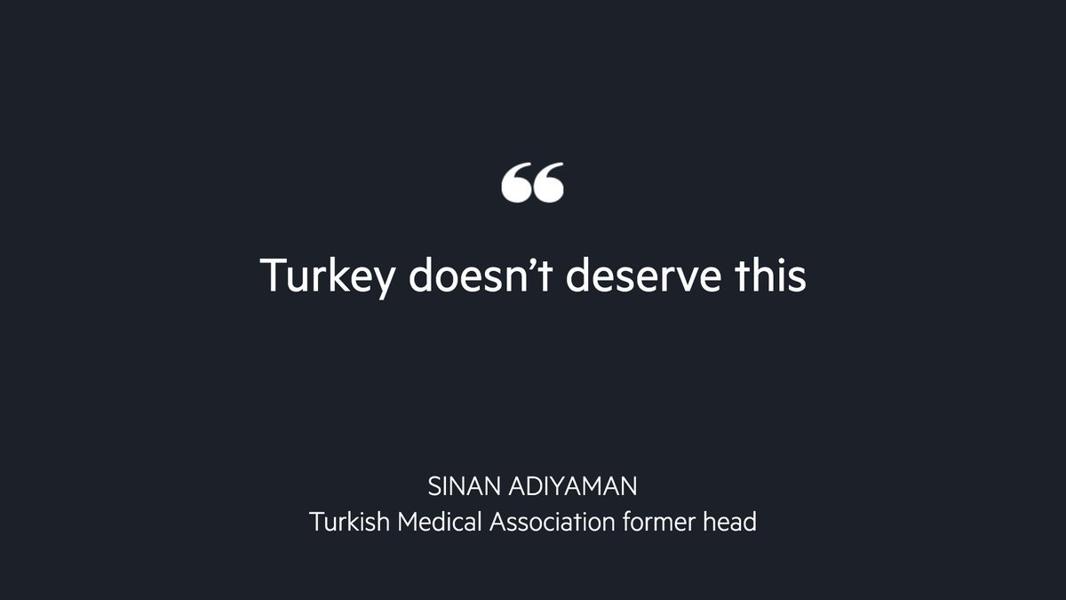 “
Turkey doesn’t deserve this
SINAN ADIYAMAN
Turkish Medical Association former head